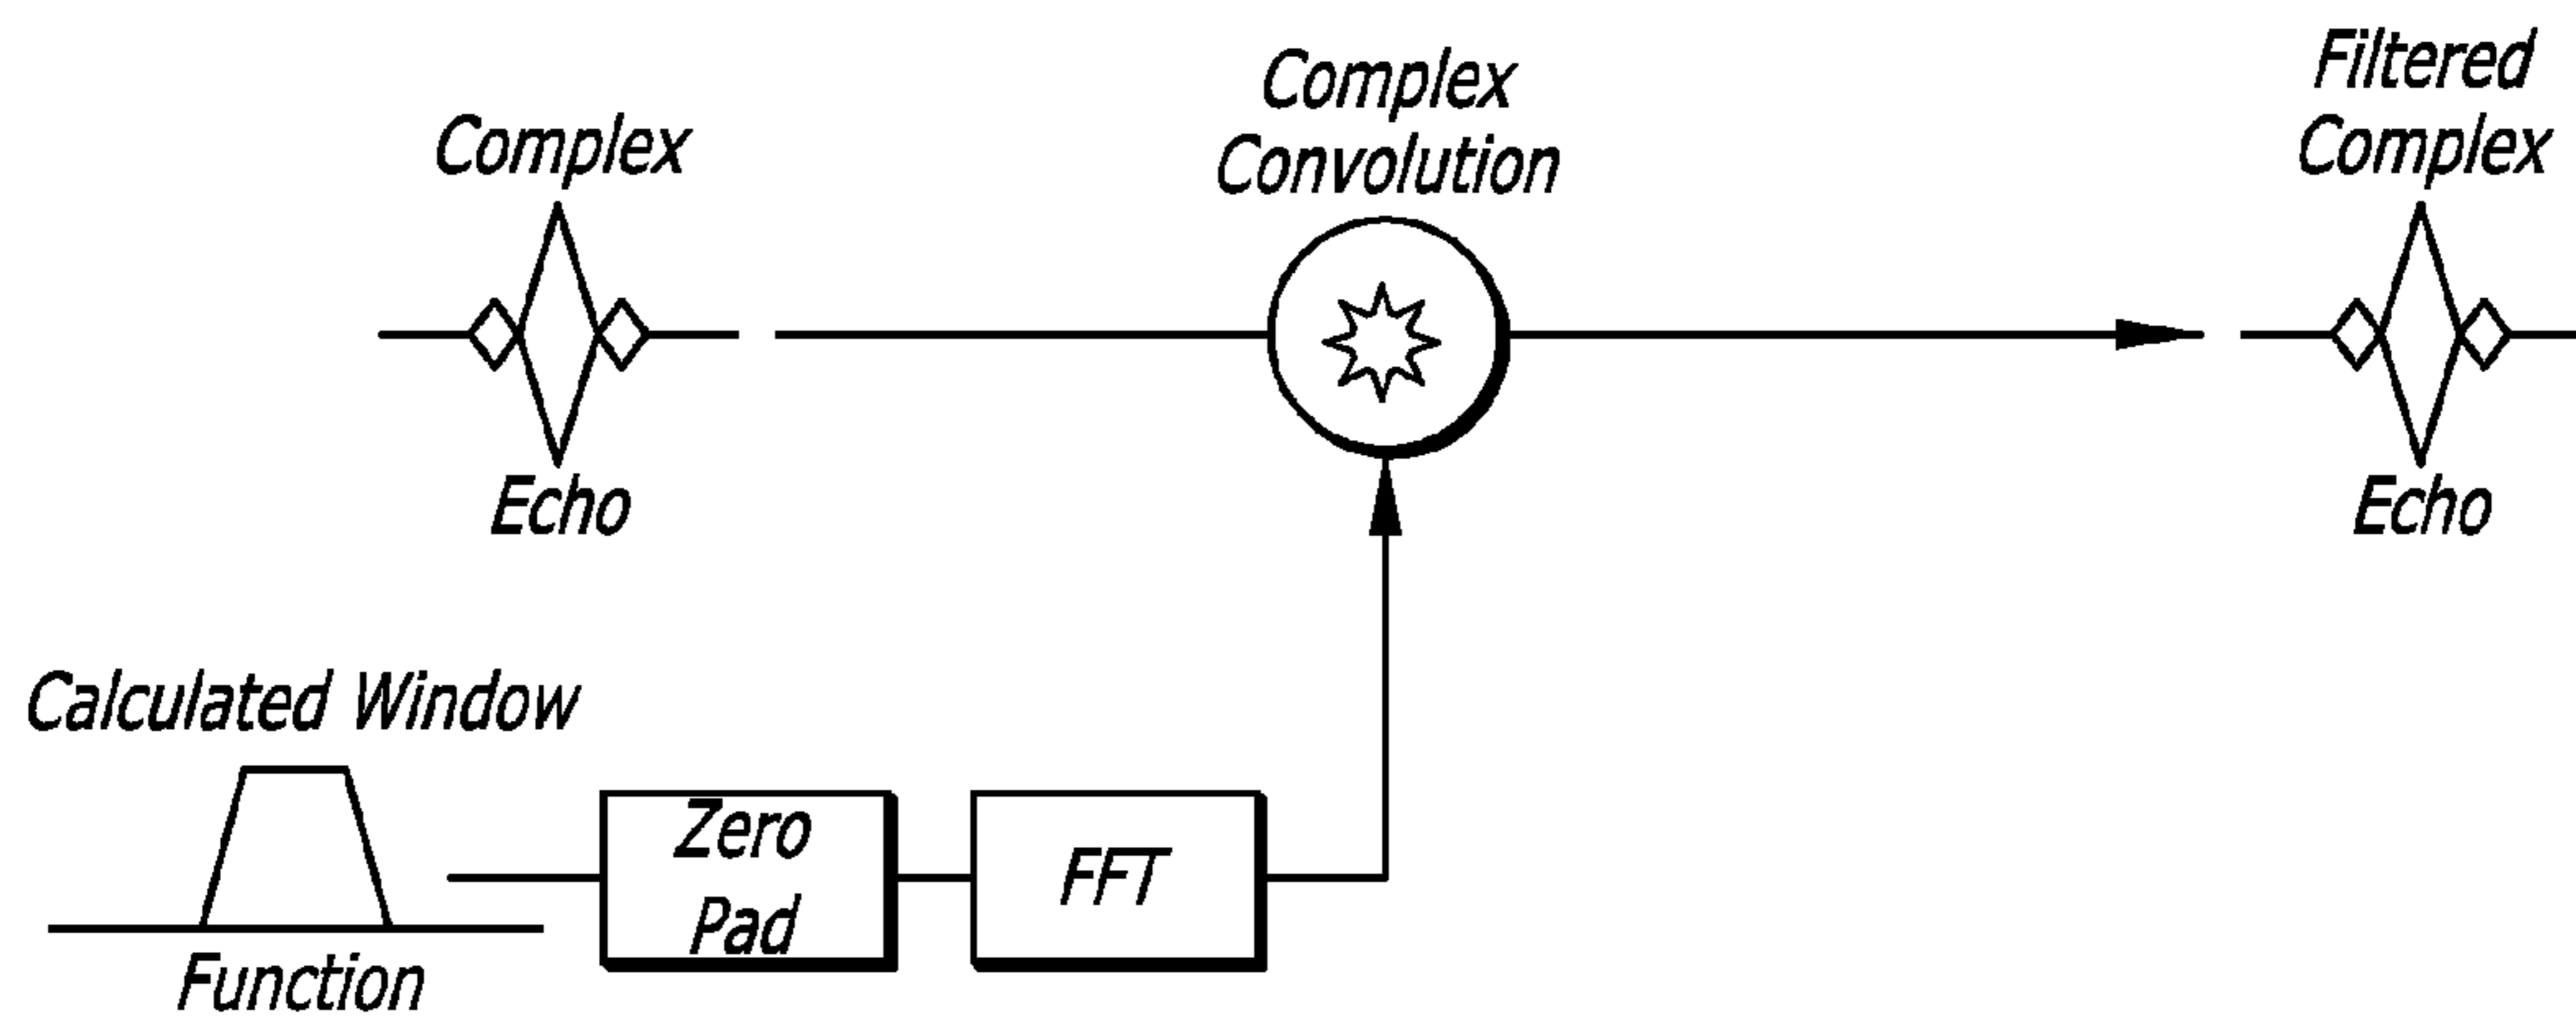 Complex
Echo
Complex
Convolution
Filtered
Complex
Echo
Calculated Window
Function
Zero
Pad
FFT